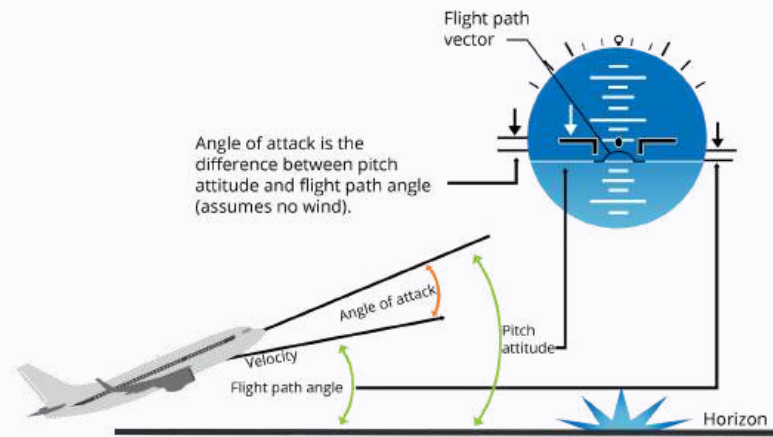 Flight path
vector
Angle of attack is the
difference between pitch
attitude and flight path angle
(assumes no wind).
Angle of attack
Velocity
Pitch
attitude
Flight path angle
Horizon